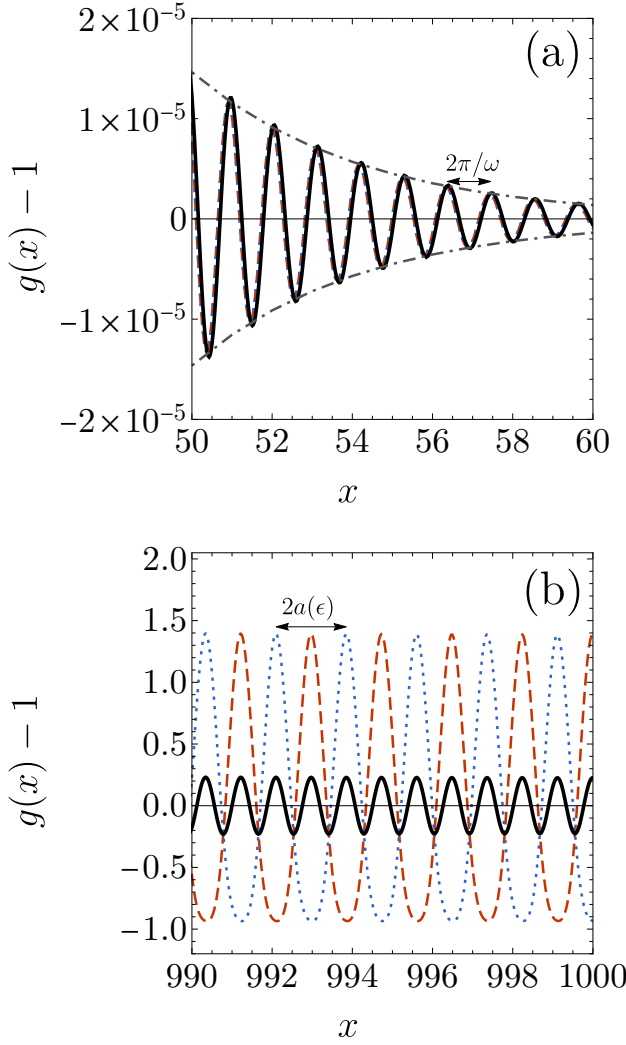 (a)
2×10⁻⁵
1×10⁻⁵
0
−1×10⁻⁵
−2×10⁻⁵
g(x) − 1
2π/ω
50 52 54 56 58 60
x
(b)
2.0
1.5
1.0
0.5
0.0
−0.5
−1.0
g(x) − 1
2a(ϵ)
990 992 994 996 998 1000
x